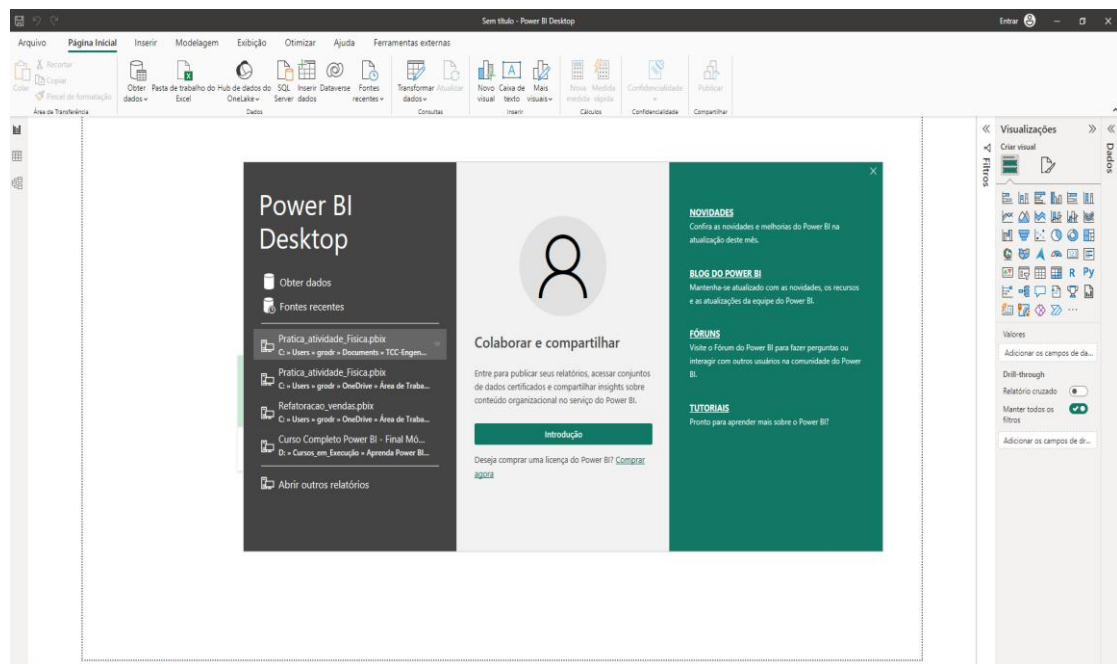 Sem título - Power BI Desktop
Entrar
Arquivo Página Inicial Inserir Modelagem Exibição Otimizar Ajuda Ferramentas externas
Colar
Recortar
Copiar
Pincel de formatação
Obter dados
Pasta de trabalho do Excel
Hub de dados do OneLake
SQL Server
Inserir dados
Dataverse
Fontes recentes
Transformar dados
Atualizar
Novo visual
Caixa de texto
Mais visuais
Nova medida
Medida rápida
Confidencialidade
Publicar
Área de Transferência
Dados
Consultas
Inserir
Cálculos
Confidencialidade
Compartilhar
Power BI
Desktop
Obter dados
Fontes recentes
Pratica_atividade_Fisica.pbix
C: » Users » grodr » Documents » TCC-Engen...
Pratica_atividade_Fisica.pbix
C: » Users » grodr » OneDrive » Área de Traba...
Refatoracao_vendas.pbix
C: » Users » grodr » OneDrive » Área de Traba...
Curso Completo Power BI - Final Mó...
D: » Cursos_em_Execução » Aprenda Power BI...
Abrir outros relatórios
Colaborar e compartilhar
Entre para publicar seus relatórios, acessar conjuntos
de dados certificados e compartilhar insights sobre
conteúdo organizacional no serviço do Power BI.
Introdução
Deseja comprar uma licença do Power BI? Comprar
agora
X
NOVIDADES
Confira as novidades e melhorias do Power BI na
atualização deste mês.
BLOG DO POWER BI
Mantenha-se atualizado com as novidades, os recursos
e as atualizações da equipe do Power BI.
FÓRUNS
Visite o Fórum do Power BI para fazer perguntas ou
interagir com outros usuários na comunidade do Power
BI.
TUTORIAIS
Pronto para aprender mais sobre o Power BI?
Filtros
Visualizações
Criar visual
R Py
Valores
Adicionar os campos de da...
Drill-through
Relatório cruzado
Manter todos os
filtros
Adicionar os campos de dr...
Dados